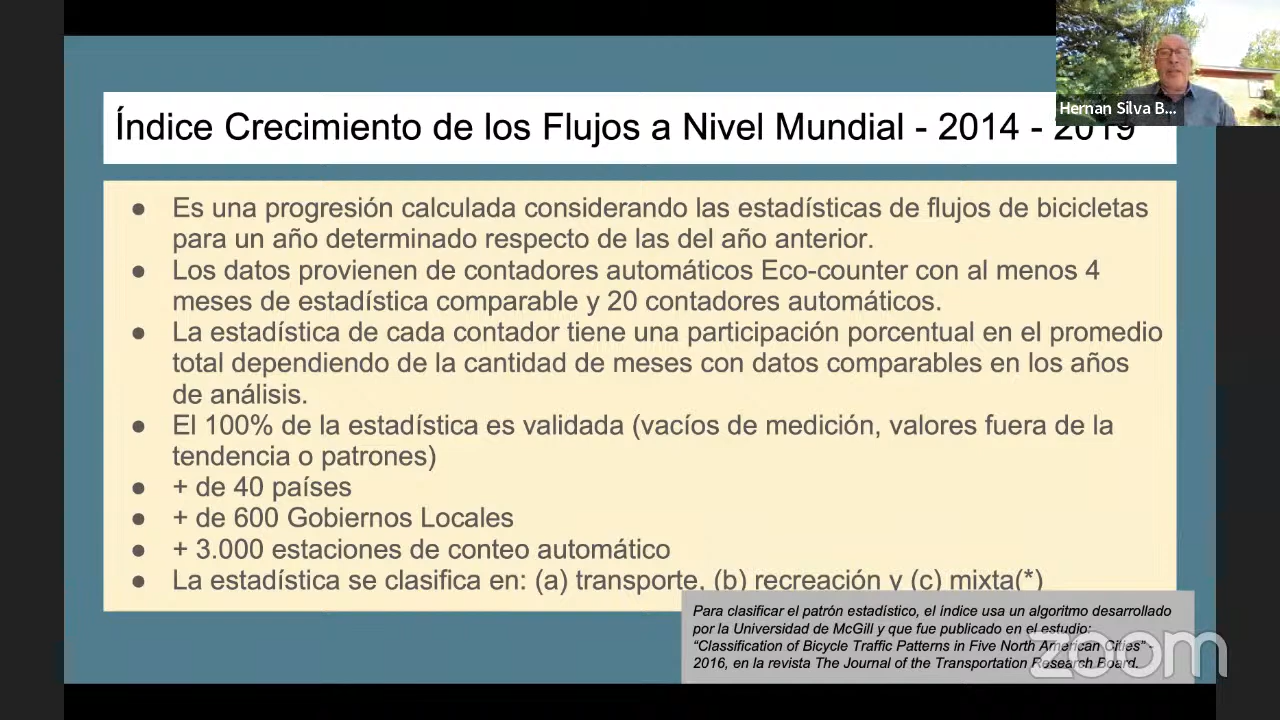 Hernan Silva B...
Índice Crecimiento de los Flujos a Nivel Mundial - 2014 - 2019
● Es una progresión calculada considerando las estadísticas de flujos de bicicletas
para un año determinado respecto de las del año anterior.
● Los datos provienen de contadores automáticos Eco-counter con al menos 4
meses de estadística comparable y 20 contadores automáticos.
● La estadística de cada contador tiene una participación porcentual en el promedio
total dependiendo de la cantidad de meses con datos comparables en los años
de análisis.
● El 100% de la estadística es validada (vacíos de medición, valores fuera de la
tendencia o patrones)
● + de 40 países
● + de 600 Gobiernos Locales
● + 3.000 estaciones de conteo automático
● La estadística se clasifica en: (a) transporte, (b) recreación y (c) mixta(*)
Para clasificar el patrón estadístico, el índice usa un algoritmo desarrollado
por la Universidad de McGill y que fue publicado en el estudio:
“Classification of Bicycle Traffic Patterns in Five North American Cities” -
2016, en la revista The Journal of the Transportation Research Board.
zoom